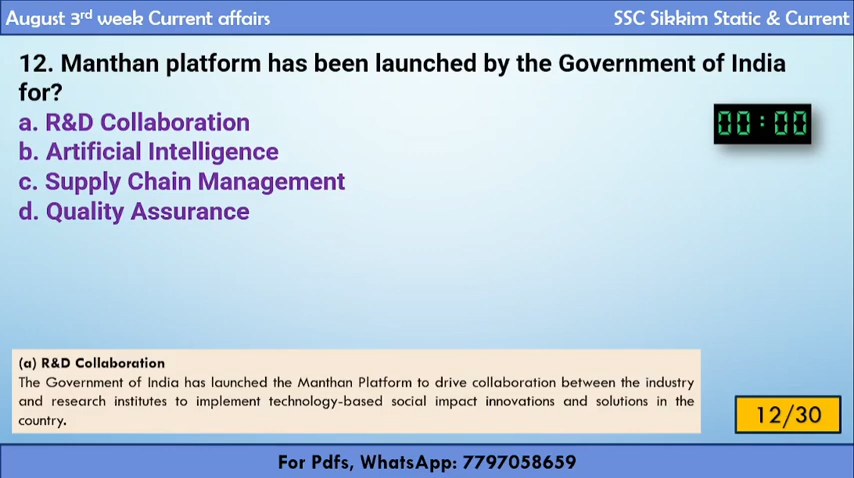 August 3rd week Current affairs
SSC Sikkim Static & Current
12. Manthan platform has been launched by the Government of India
for?
a. R&D Collaboration
b. Artificial Intelligence
c. Supply Chain Management
d. Quality Assurance
00:00
(a) R&D Collaboration
The Government of India has launched the Manthan Platform to drive collaboration between the industry
and research institutes to implement technology-based social impact innovations and solutions in the
country.
12/30
For Pdfs, WhatsApp: 7797058659